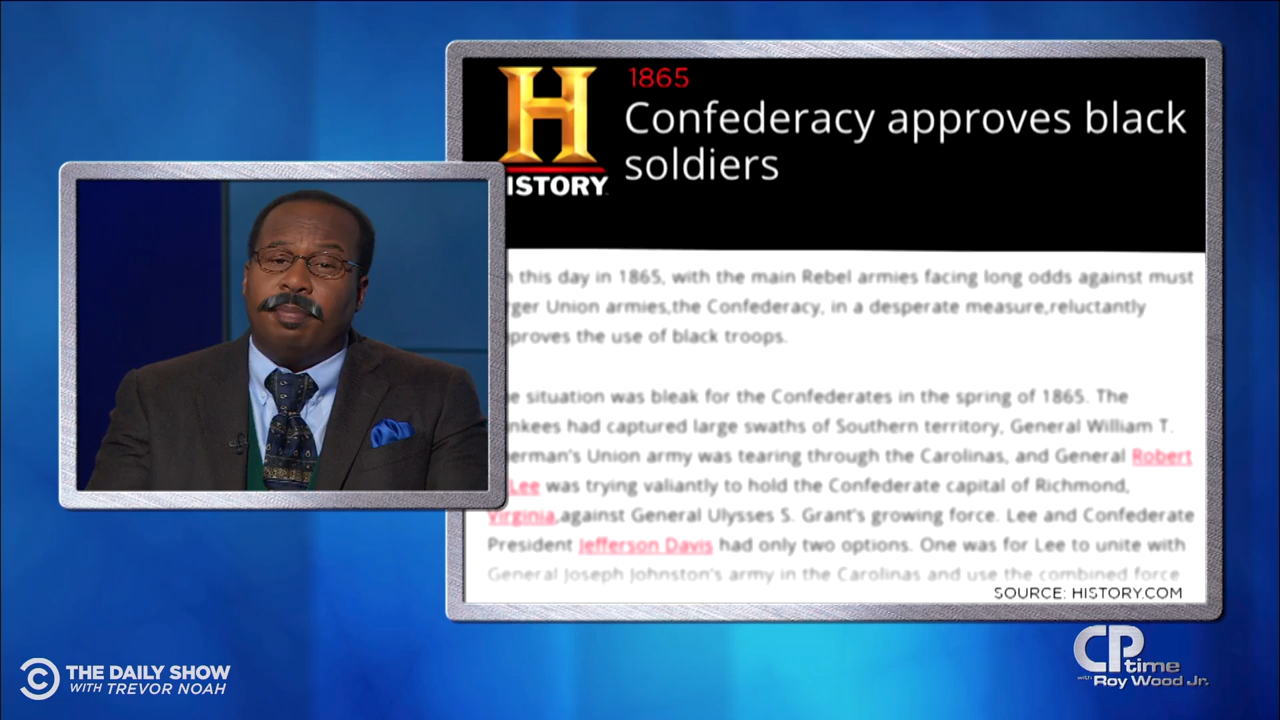 1865
Confederacy approves black
soldiers
ISTORY
this day in 1865, with the main Rebel armies facing long odds against must
rger Union armies,the Confederacy, in a desperate measure,reluctantly
proves the use of black troops.
e situation was bleak for the Confederates in the spring of 1865. The
nkees had captured large swaths of Southern territory, General William T.
erman's Union army was tearing through the Carolinas, and General Robert
Lee was trying valiantly to hold the Confederate capital of Richmond,
Virginia,against General Ulysses S. Grant's growing force. Lee and Confederate
President Jefferson Davis had only two options. One was for Lee to unite with
General Joseph Johnston's army in the Carolinas and use the combined force
SOURCE: HISTORY.COM
THE DAILY SHOW
WITH TREVOR NOAH
CP
time
with Roy Wood Jr.